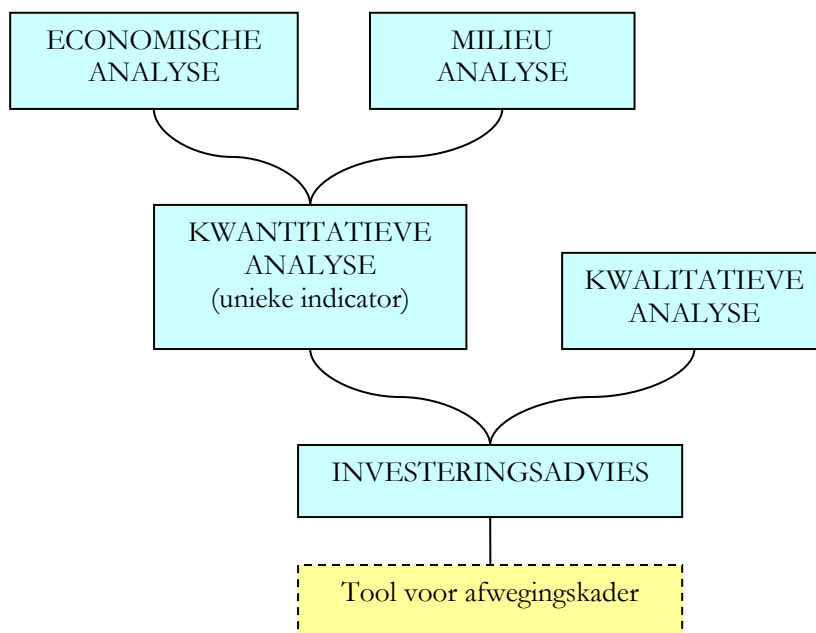 ECONOMISCHE
ANALYSE
MILIEU
ANALYSE
KWANTITATIEVE
ANALYSE
(unieke indicator)
KWALITATIEVE
ANALYSE
INVESTERINGSADVIES
Tool voor afwegingskader